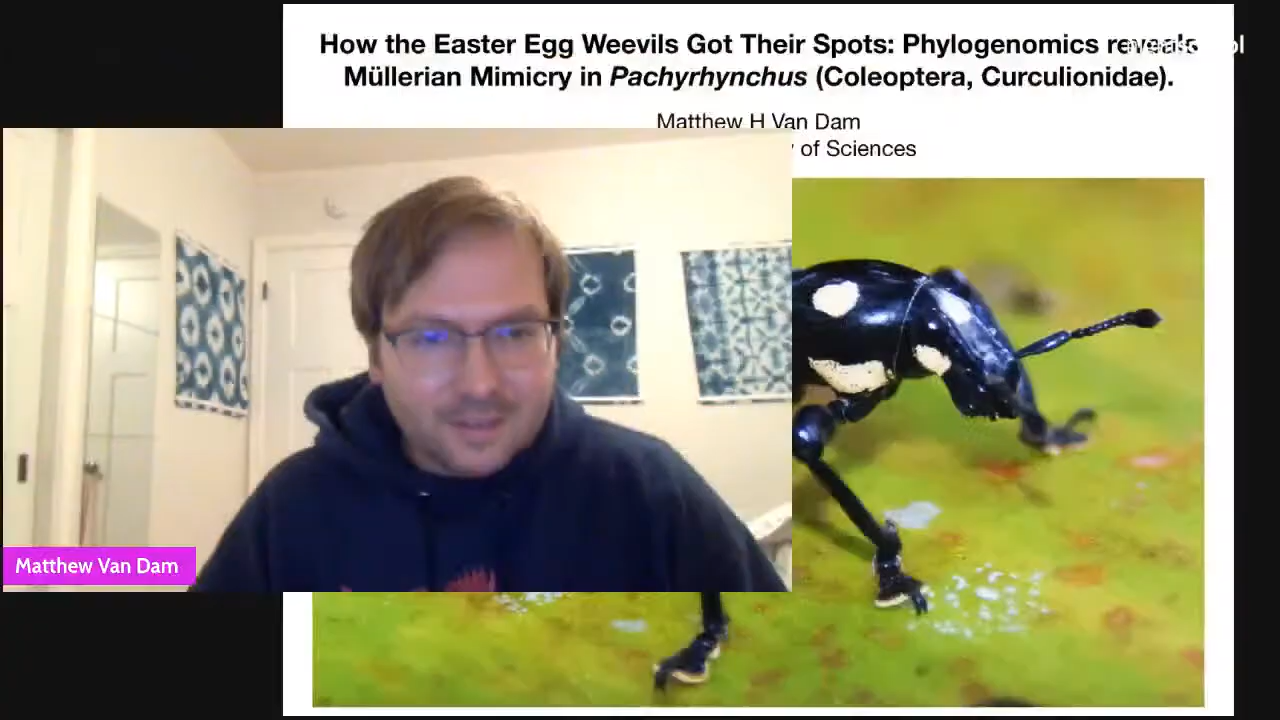 How the Easter Egg Weevils Got Their Spots: Phylogenomics
Müllerian Mimicry in Pachyrhynchus (Coleoptera, Curculionidae).
Matthew H Van Dam
of Sciences
Matthew Van Dam